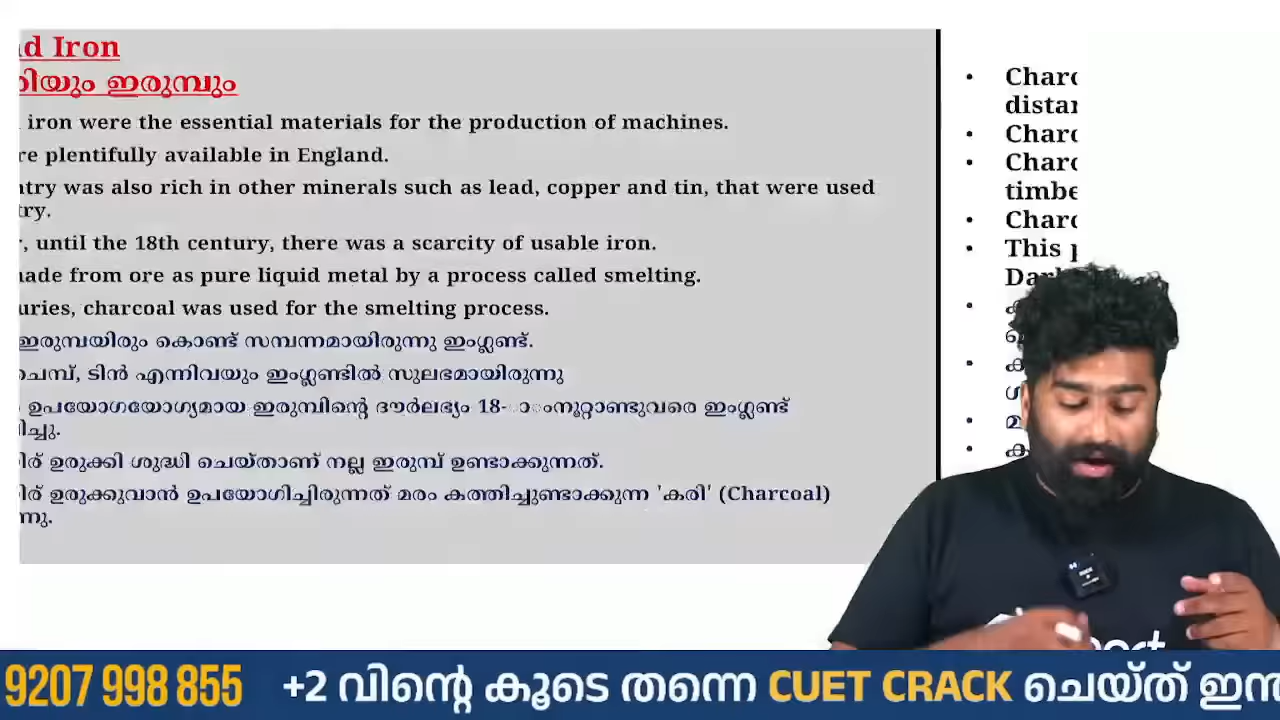 d Iron
ഇരുമ്പും
iron were the essential materials for the production of machines.
re plentifully available in England.
ntry was also rich in other minerals such as lead, copper and tin, that were used
try.
r, until the 18th century, there was a scarcity of usable iron.
made from ore as pure liquid metal by a process called smelting.
uries, charcoal was used for the smelting process.
ഇരുമ്പയിരും കൊണ്ട് സമ്പന്നമായിരുന്നു ഇംഗ്ലണ്ട്.
ചെമ്പ്, ടിൻ എന്നിവയും ഇംഗ്ലണ്ടിൽ സുലഭമായിരുന്നു
ഉപയോഗയോഗ്യമായ ഇരുമ്പിന്റെ ദൗർലഭ്യം 18-ാംനൂറ്റാണ്ടുവരെ ഇംഗ്ലണ്ട്
ച്ചു.
ഉരുക്കി ശുദ്ധി ചെയ്താണ് നല്ല ഇരുമ്പ് ഉണ്ടാക്കുന്നത്.
ഉരുക്കുവാൻ ഉപയോഗിച്ചിരുന്നത് മരം കത്തിച്ചുണ്ടാക്കുന്ന 'കരി' (Charcoal)
ന്നു.
• Charc
distan
• Charc
• Charc
timbe
• Charc
• This
Dar
9207 998 855 +2 വിന്റെ കൂടെ തന്നെ CUET CRACK ചെയ്ത് ഇൻ